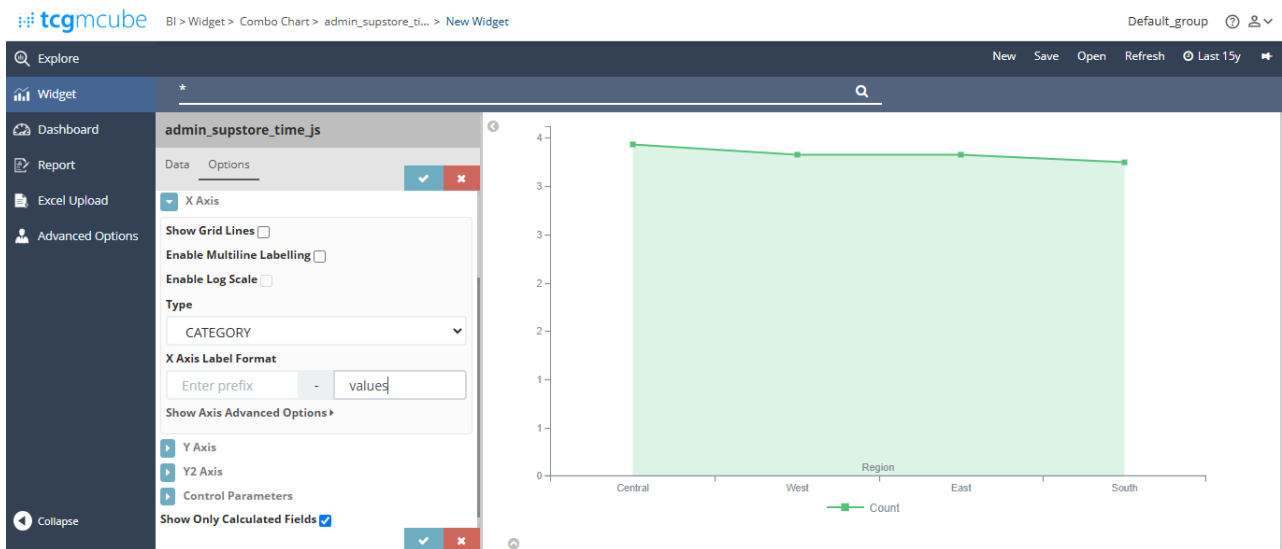 tcgmcube BI > Widget > Combo Chart > admin_supstore_ti... > New Widget Default_group
Explore New Save Open Refresh Last 15y
Widget *
Dashboard admin_supstore_time_js
Report Data Options
Excel Upload X Axis
Advanced Options
Show Grid Lines
Enable Multiline Labelling
Enable Log Scale
Type
CATEGORY
X Axis Label Format
Enter prefix - values
Show Axis Advanced Options
Y Axis
Y2 Axis
Control Parameters
Show Only Calculated Fields
Collapse
4
3
3
2
2
1
1
0
Region
Central West East South
Count